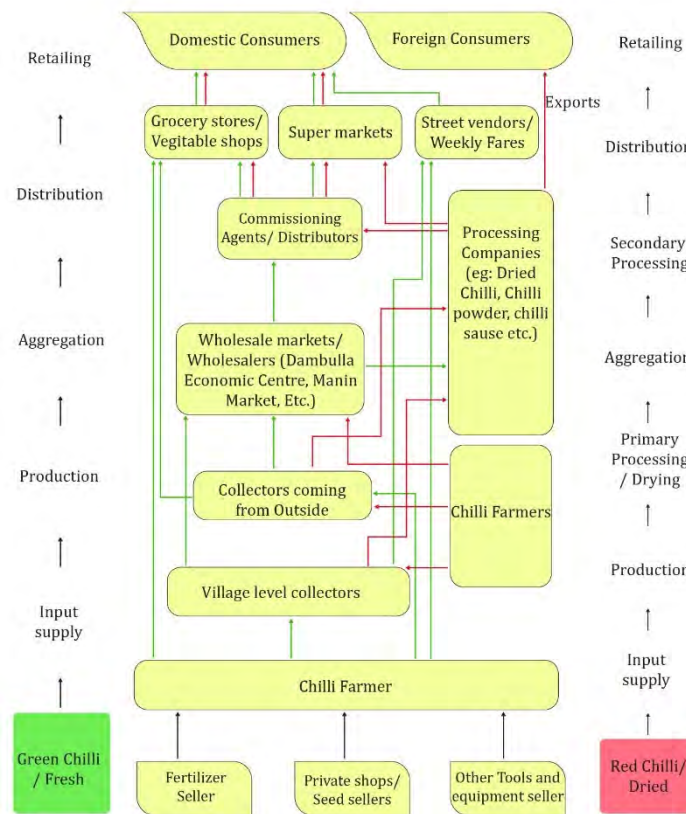 Domestic Consumers
Foreign Consumers
Retailing
Retailing
Exports
Grocery stores/
Vegitable shops
Super markets
Street vendors/
Weekly Fares
Distribution
Distribution
Commissioning
Agents/ Distributors
Processing
Companies
(eg: Dried
Chilli, Chilli
powder, chilli
sause etc.)
Secondary
Processing
Aggregation
Wholesale markets/
Wholesalers (Dambulla
Economic Centre, Manin
Market, Etc.)
Aggregation
Production
Collectors coming
from Outside
Chilli Farmers
Primary
Processing
/ Drying
Village level collectors
Production
Input
supply
Input
supply
Chilli Farmer
Green Chilli
/ Fresh
Fertilizer
Seller
Private shops/
Seed sellers
Other Tools and
equipment seller
Red Chilli/
Dried